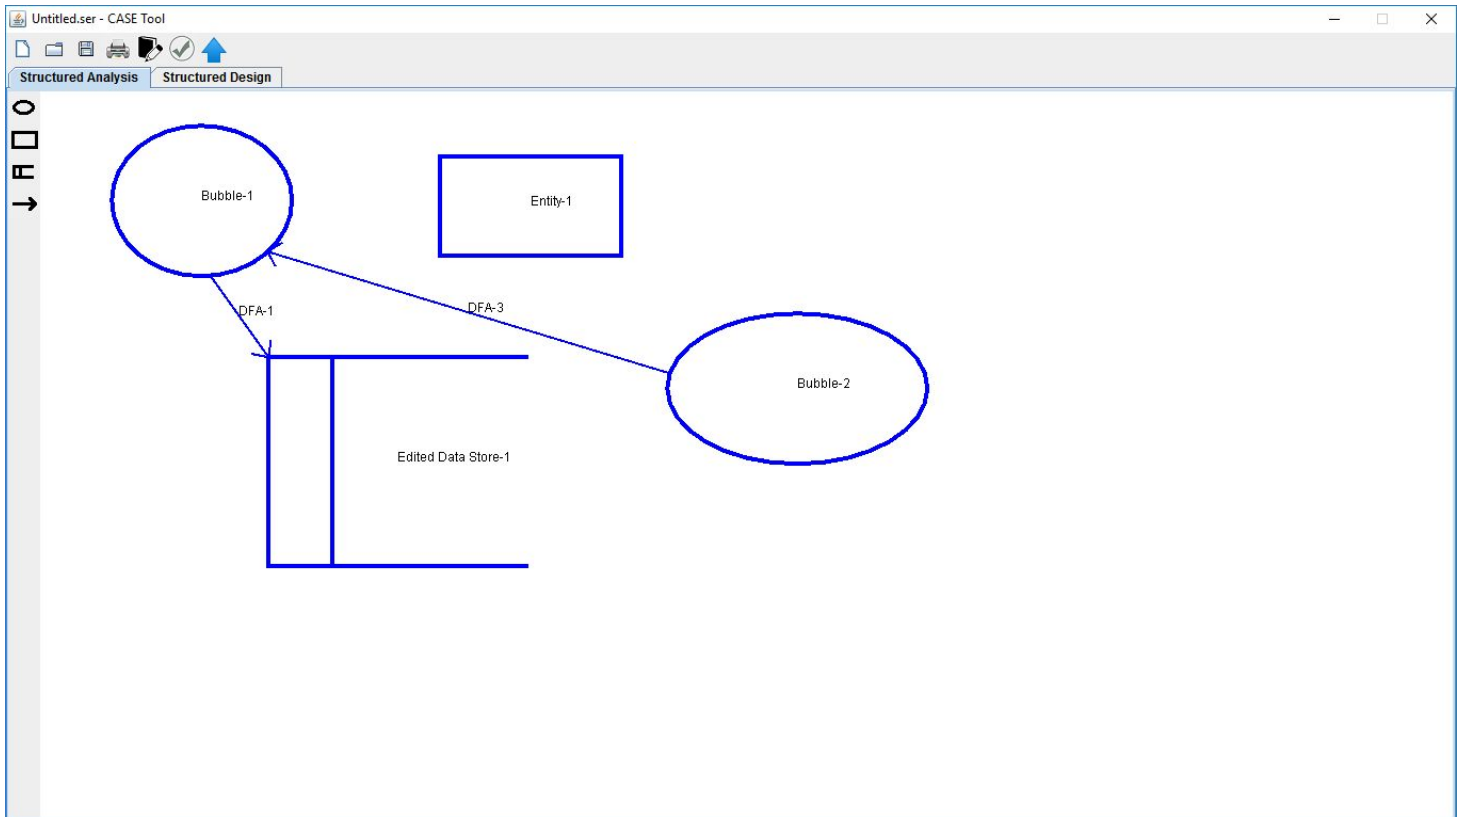 Untitled.ser - CASE Tool
Structured Analysis
Structured Design
Bubble-1
Entity-1
DFA-1
DFA-3
Bubble-2
Edited Data Store-1